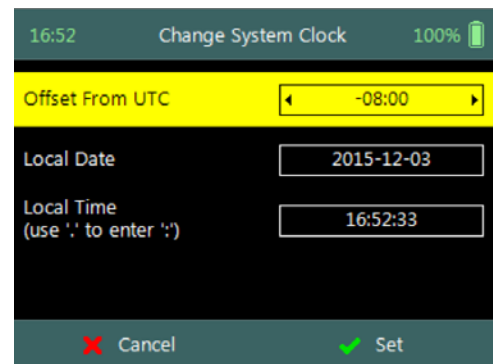 16:52 Change System Clock 100%
Offset From UTC -08:00
Local Date 2015-12-03
Local Time
(use '.' to enter ':') 16:52:33
Cancel Set